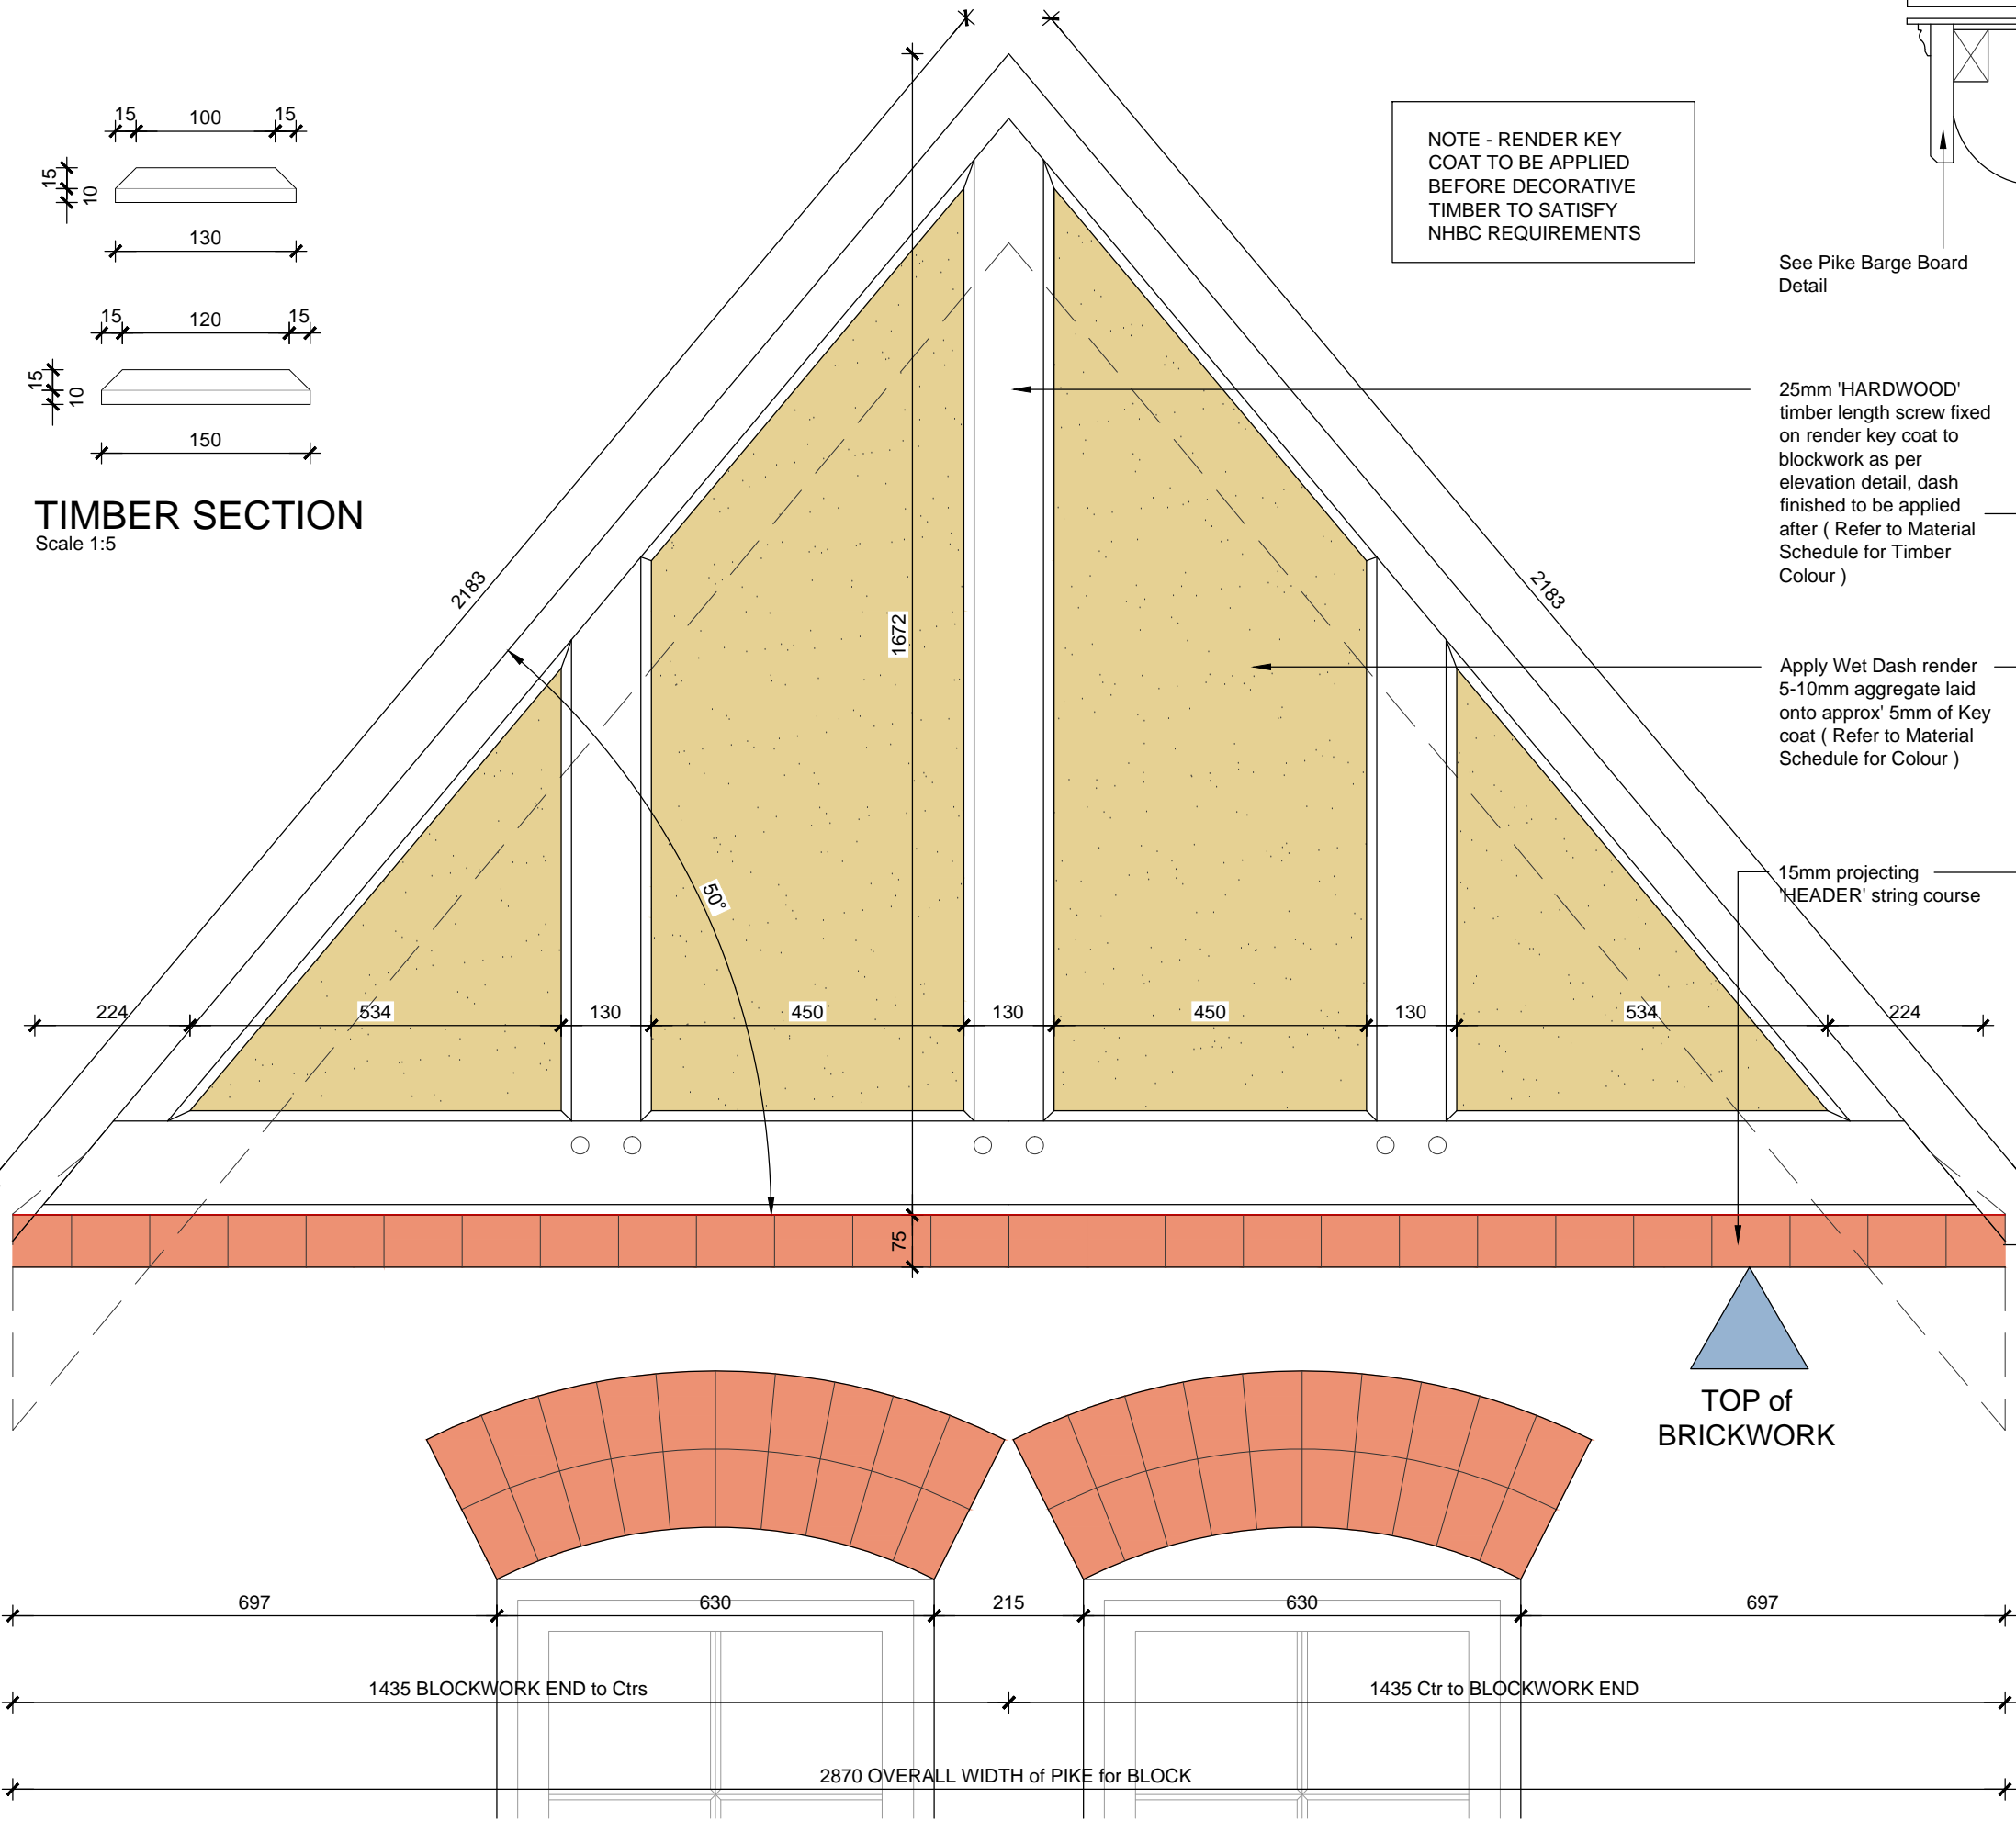 15 100 15
15
10
130
15 120 15
15
10
150
TIMBER SECTION
Scale 1:5
NOTE - RENDER KEY
COAT TO BE APPLIED
BEFORE DECORATIVE
TIMBER TO SATISFY
NHBC REQUIREMENTS
See Pike Barge Board
Detail
25mm 'HARDWOOD'
timber length screw fixed
on render key coat to
blockwork as per
elevation detail, dash
finished to be applied
after ( Refer to Material
Schedule for Timber
Colour )
2183
1672
2183
Apply Wet Dash render
5-10mm aggregate laid
onto approx' 5mm of Key
coat ( Refer to Material
Schedule for Colour )
50°
15mm projecting
'HEADER' string course
224 534 130 450 130 450 130 534 224
75
TOP of
BRICKWORK
697 630 215 630 697
1435 BLOCKWORK END to Ctrs
1435 Ctr to BLOCKWORK END
2870 OVERALL WIDTH of PIKE for BLOCK